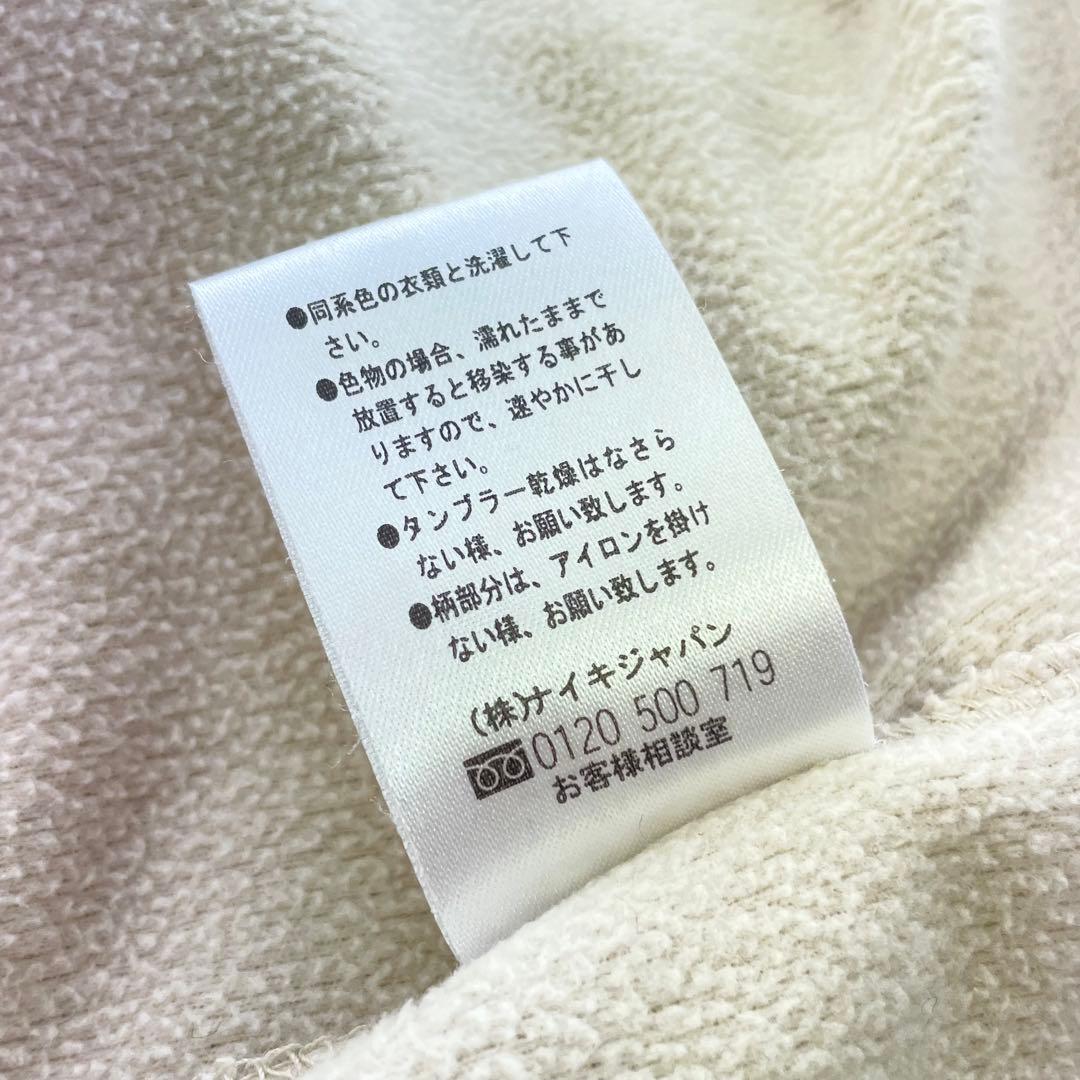 ●同系色の衣類と洗濯して下
さい。
●色物の場合、濡れたままで
放置すると移染する事があ
りますので、速やかに干し
て下さい。
●タンブラー乾燥はなさら
ない様、お願い致します。
●柄部分は、アイロンを掛け
ない様、お願い致します。
(株)ナイキジャパン
0120 500 719
お客様相談室